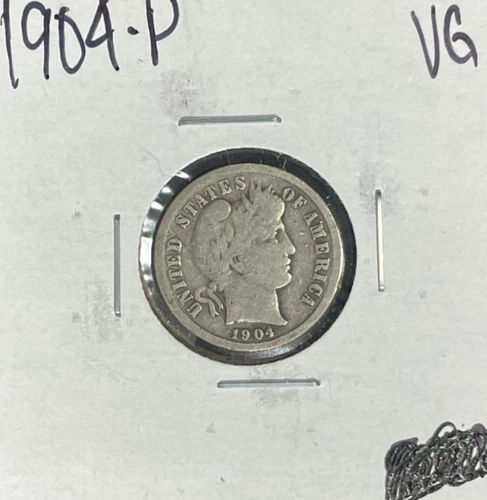 1904-P VG
UNITED STATES OF AMERICA
1904